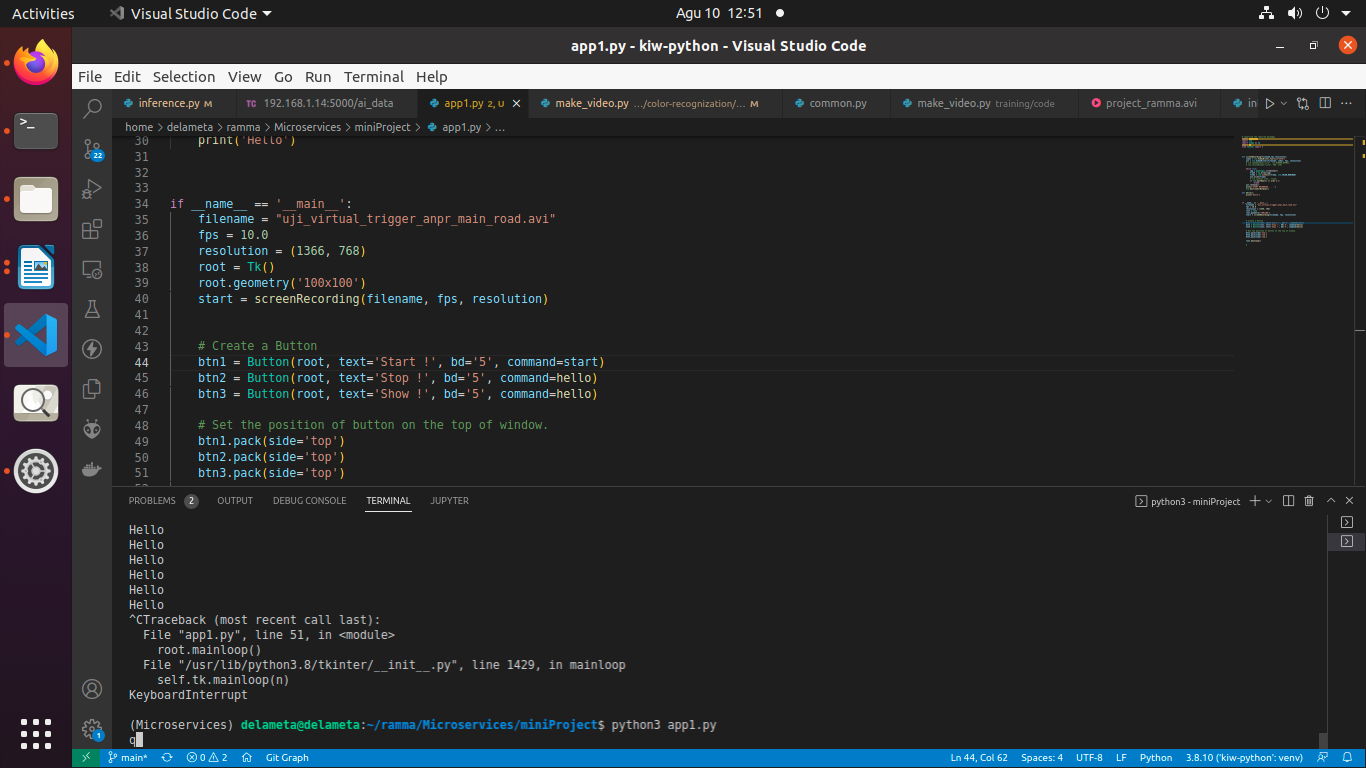 Activities Visual Studio Code Agu 10 12:51
app1.py - kiw-python - Visual Studio Code
File Edit Selection View Go Run Terminal Help
inference.py M TC 192.168.1.14:5000/ai_data app1.py 2, U make_video.py .../color-recognition/... M common.py make_video.py training/code project_ramma.avi
home > delameta > ramma > Microservices > miniProject > app1.py > ...
30 print('Hello')
31
32
33
34 if __name__ == '__main__':
35 filename = "uji_virtual_trigger_anpr_main_road.avi"
36 fps = 10.0
37 resolution = (1366, 768)
38 root = Tk()
39 root.geometry('100x100')
40 start = screenRecording(filename, fps, resolution)
41
42
43 # Create a Button
44 btn1 = Button(root, text='Start !', bd='5', command=start)
45 btn2 = Button(root, text='Stop !', bd='5', command=hello)
46 btn3 = Button(root, text='Show !', bd='5', command=hello)
47
48 # Set the position of button on the top of window.
49 btn1.pack(side='top')
50 btn2.pack(side='top')
51 btn3.pack(side='top')
22
PROBLEMS 2 OUTPUT DEBUG CONSOLE TERMINAL JUPYTER python3 - miniProject
Hello
Hello
Hello
Hello
Hello
Hello
^CTraceback (most recent call last):
File "app1.py", line 51, in <module>
root.mainloop()
File "/usr/lib/python3.8/tkinter/__init__.py", line 1429, in mainloop
self.tk.mainloop(n)
KeyboardInterrupt
(Microservices) delameta@delameta:~/ramma/Microservices/miniProject$ python3 app1.py
q
1
main* 0 2 Git Graph Ln 44, Col 62 Spaces: 4 UTF-8 LF Python 3.8.10 ('kiw-python': venv)